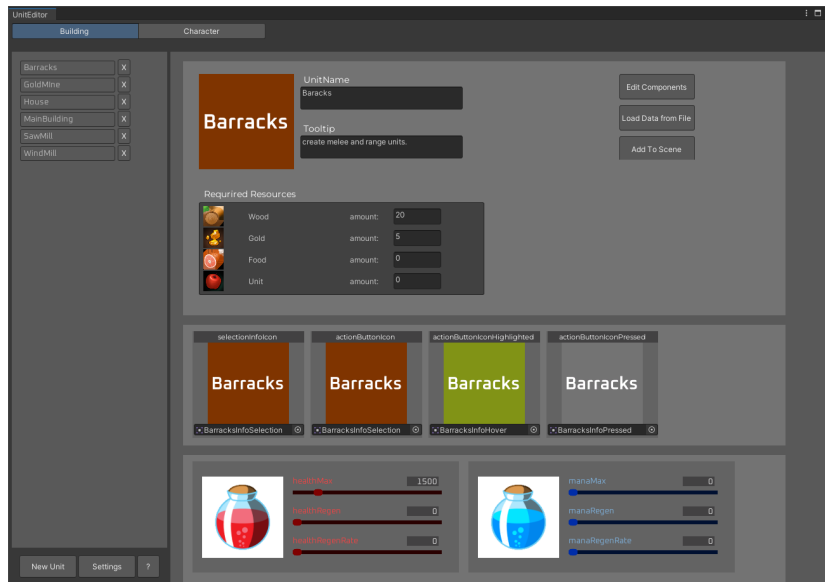 UnitEditor
Building Character
Barracks X
GoldMIne X
House X
MainBuilding X
SawMill X
WindMill X
Barracks
UnitName
Baracks
Tooltip
create melee and range units.
Edit Components
Load Data from File
Add To Scene
Requrired Resources
Wood amount: 20
Gold amount: 5
Food amount: 0
Unit amount: 0
selectionInfoIcon actionButtonIcon actionButtonIconHighlighted actionButtonIconPressed
Barracks Barracks Barracks Barracks
BarracksInfoSelection BarracksInfoSelection BarracksInfoHover BarracksInfoPressed
healthMax 1500 manaMax 0
healthRegen 0 manaRegen 0
healthRegenRate 0 manaRegenRate 0
New Unit Settings ?